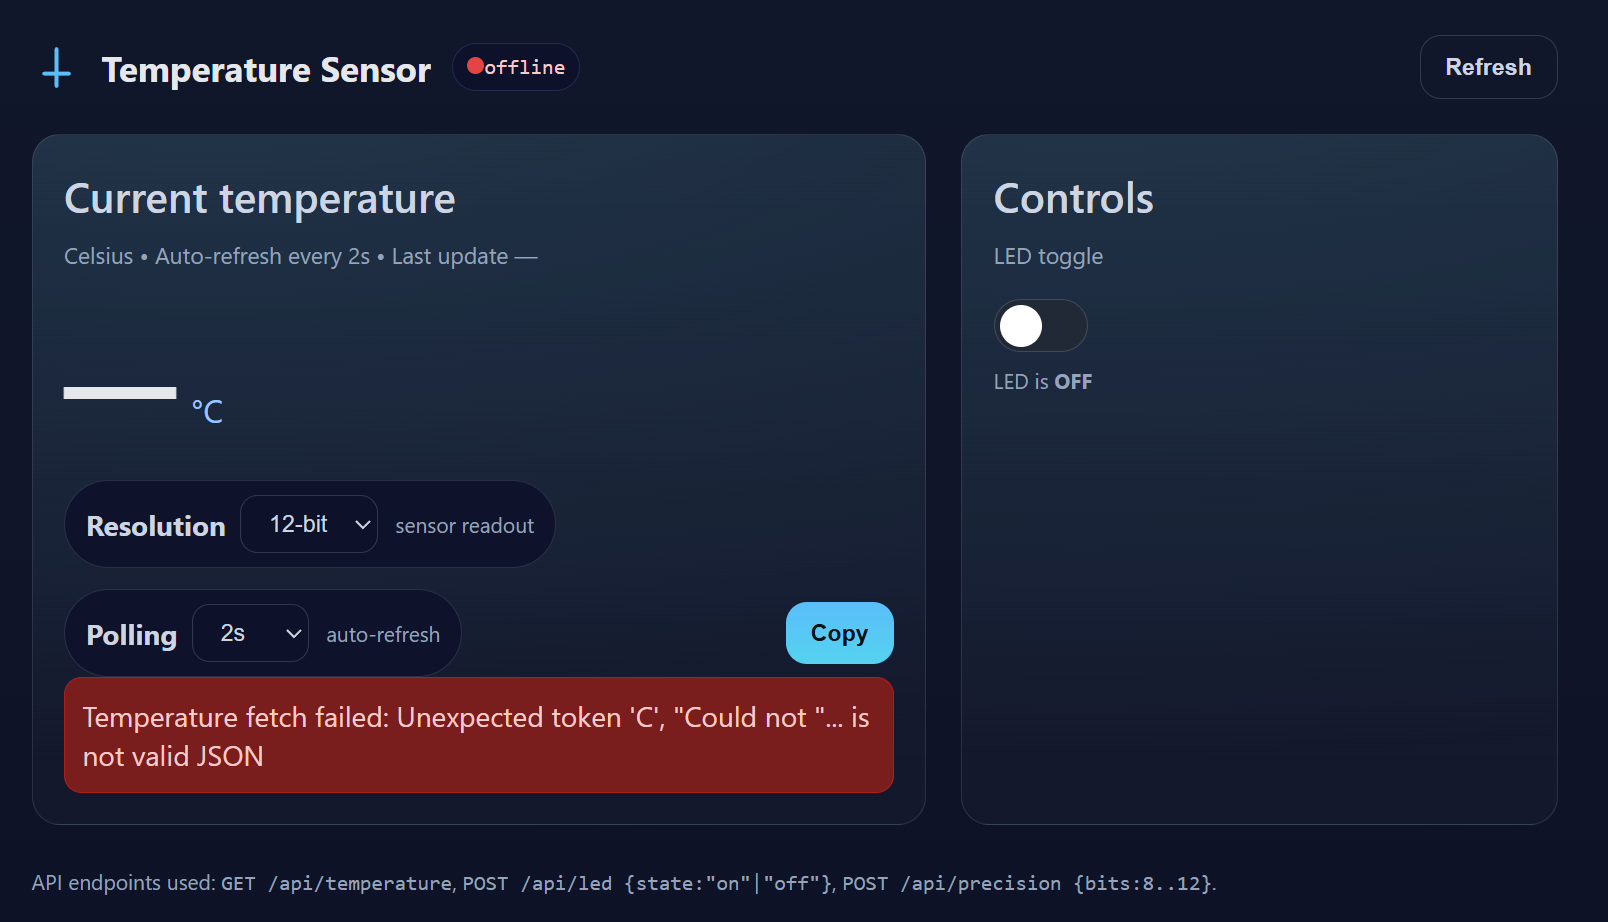 Temperature Sensor
offline
Refresh
Current temperature
Celsius • Auto-refresh every 2s • Last update —
— °C
Resolution 12-bit sensor readout
Polling 2s auto-refresh
Copy
Temperature fetch failed: Unexpected token 'C', "Could not "... is
not valid JSON
Controls
LED toggle
LED is OFF
API endpoints used: GET /api/temperature, POST /api/led {state:"on"|"off"}, POST /api/precision {bits:8..12}.